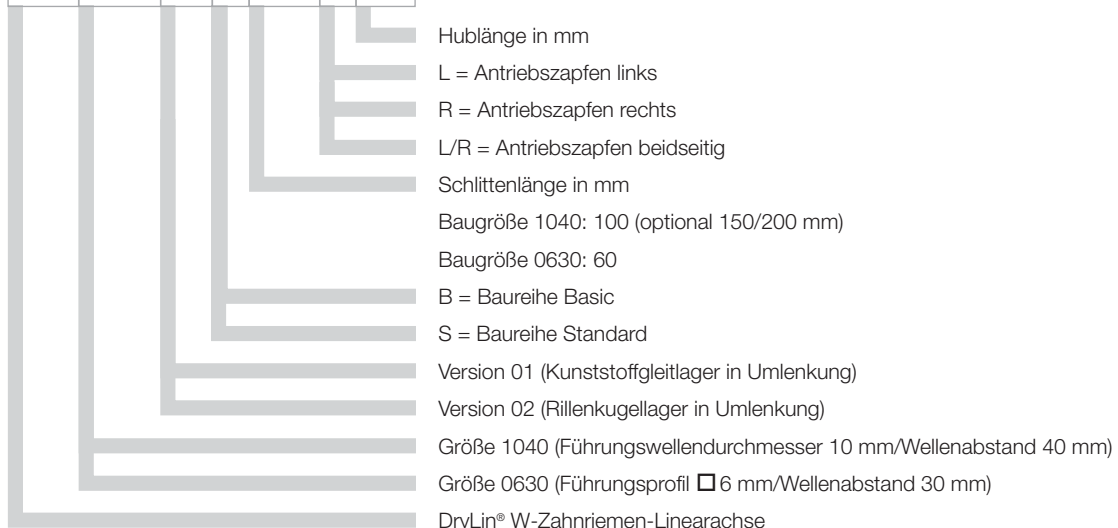 Hublänge in mm
L = Antriebszapfen links
R = Antriebszapfen rechts
L/R = Antriebszapfen beidseitig
Schlittenlänge in mm
Baugröße 1040: 100 (optional 150/200 mm)
Baugröße 0630: 60
B = Baureihe Basic
S = Baureihe Standard
Version 01 (Kunststoffgleitlager in Umlenkung)
Version 02 (Rillenkugellager in Umlenkung)
Größe 1040 (Führungswellendurchmesser 10 mm/Wellenabstand 40 mm)
Größe 0630 (Führungsprofil □ 6 mm/Wellenabstand 30 mm)
DryLin® W-Zahnriemen-Linearachse